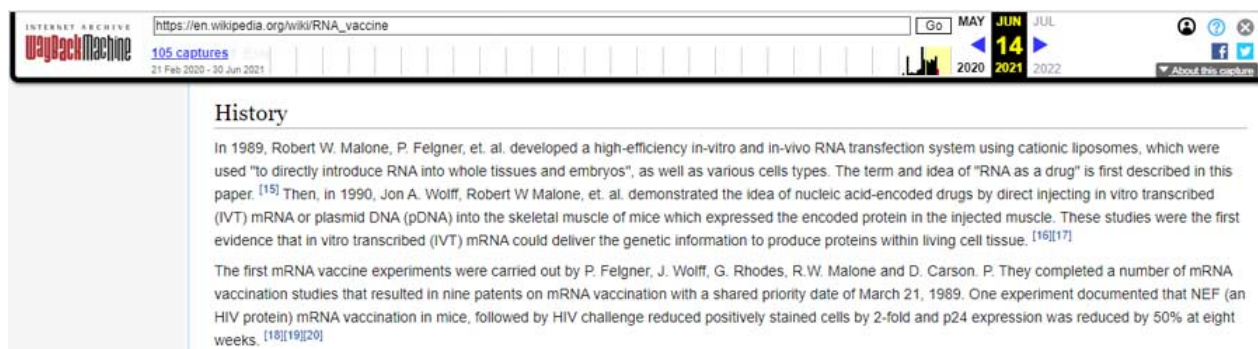 INTERNET ARCHIVE
WayBackMachine
https://en.wikipedia.org/wiki/RNA_vaccine
Go
MAY JUN JUL
105 captures
14
21 Feb 2020 - 30 Jun 2021
2020 2021 2022
About this capture
History
In 1989, Robert W. Malone, P. Felgner, et. al. developed a high-efficiency in-vitro and in-vivo RNA transfection system using cationic liposomes, which were
used "to directly introduce RNA into whole tissues and embryos", as well as various cells types. The term and idea of "RNA as a drug" is first described in this
paper. [15] Then, in 1990, Jon A. Wolff, Robert W Malone, et. al. demonstrated the idea of nucleic acid-encoded drugs by direct injecting in vitro transcribed
(IVT) mRNA or plasmid DNA (pDNA) into the skeletal muscle of mice which expressed the encoded protein in the injected muscle. These studies were the first
evidence that in vitro transcribed (IVT) mRNA could deliver the genetic information to produce proteins within living cell tissue. [16][17]
The first mRNA vaccine experiments were carried out by P. Felgner, J. Wolff, G. Rhodes, R.W. Malone and D. Carson. P. They completed a number of mRNA
vaccination studies that resulted in nine patents on mRNA vaccination with a shared priority date of March 21, 1989. One experiment documented that NEF (an
HIV protein) mRNA vaccination in mice, followed by HIV challenge reduced positively stained cells by 2-fold and p24 expression was reduced by 50% at eight
weeks. [18][19][20]